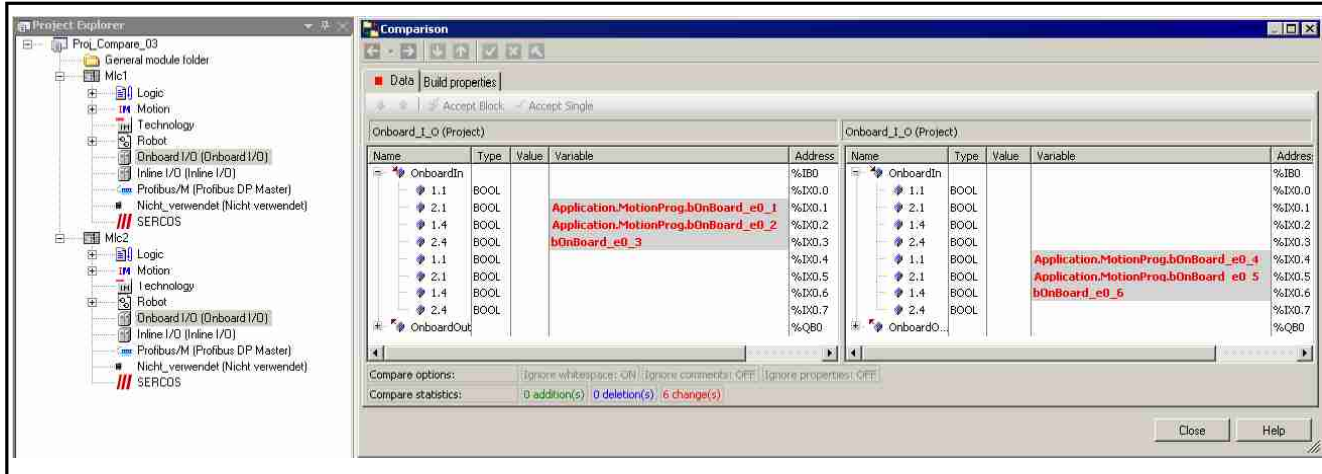 Project Explorer
Proj_Compare_03
General module folder
Mlc1
Logic
IM Motion
Technology
Robot
Onboard I/O (Onboard I/O)
Inline I/O (Inline I/O)
Profibus/M (Profibus DP Master)
Nicht_verwendet (Nicht verwendet)
SERCOS
Mlc2
Logic
IM Motion
Technology
Robot
Onboard I/O (Onboard I/O)
Inline I/O (Inline I/O)
Profibus/M (Profibus DP Master)
Nicht_verwendet (Nicht verwendet)
SERCOS
Comparison
Data Build properties
Accept Block Accept Single
Onboard_I_O (Project) Onboard_I_O (Project)
Name Type Value Variable Address Name Type Value Variable Addres
OnboardIn %IB0 OnboardIn %IB0
1.1 BOOL %IX0.0 1.1 BOOL %IX0.0
2.1 BOOL Application.MotionProg.bOnBoard_e0_1 %IX0.1 2.1 BOOL %IX0.1
1.4 BOOL Application.MotionProg.bOnBoard_e0_2 %IX0.2 1.4 BOOL %IX0.2
2.4 BOOL bOnBoard_e0_3 %IX0.3 2.4 BOOL %IX0.3
1.1 BOOL %IX0.4 1.1 BOOL Application.MotionProg.bOnBoard_e0_4 %IX0.4
2.1 BOOL %IX0.5 2.1 BOOL Application.MotionProg.bOnBoard_e0_5 %IX0.5
1.4 BOOL %IX0.6 1.4 BOOL bOnBoard_e0_6 %IX0.6
2.4 BOOL %IX0.7 2.4 BOOL %IX0.7
OnboardOut %QB0 OnboardO... %QB0
Compare options: Ignore whitespace: ON Ignore comments: OFF Ignore properties: OFF
Compare statistics: 0 addition(s) 0 deletion(s) 6 change(s)
Close Help